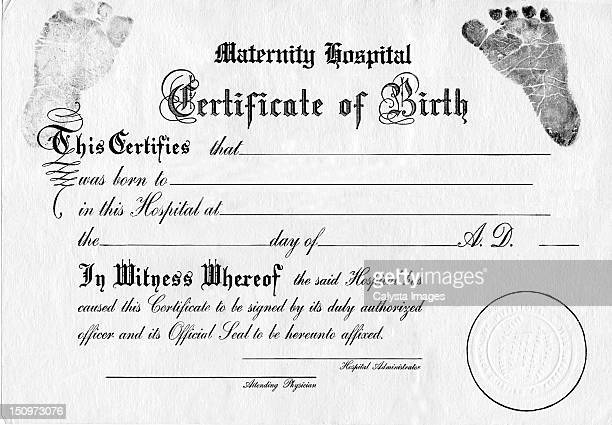 Maternity Hospital
Certificate of Birth
This Certifies that
was born to
in this Hospital at
the day of A. D.
In Witness Whereof the said Hospital has
caused this Certificate to be signed by its duly authorized
officer and its Official Seal to be hereunto affixed.
Hospital Administrator
Attending Physician
gettyimages
Calysta Images
150973076